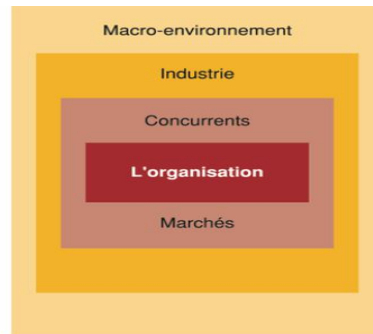 Macro-environnement
Industrie
Concurrents
L'organisation
Marchés